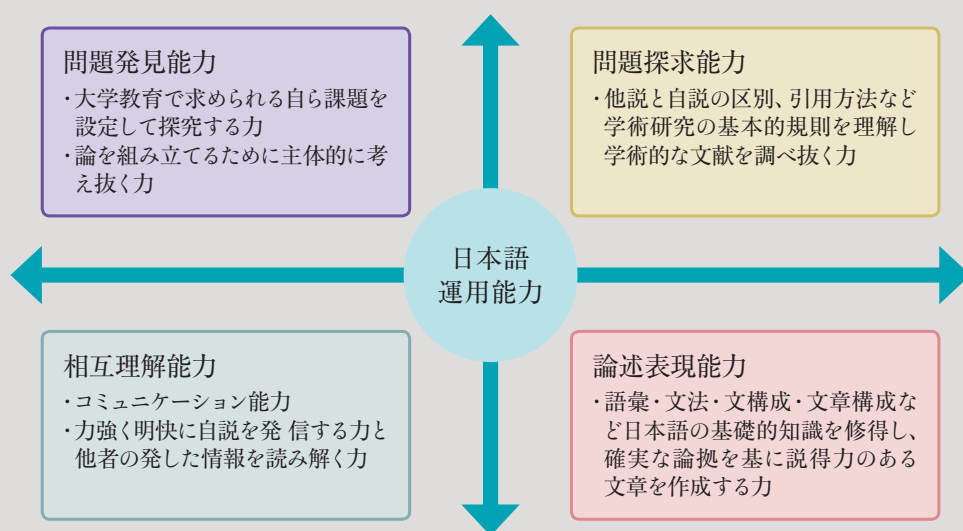 問題発見能力
・大学教育で求められる自ら課題を
設定して探究する力
・論を組み立てるために主体的に考
え抜く力
問題探求能力
・他説と自説の区別、引用方法など
学術研究の基本的規則を理解し
学術的な文献を調べ抜く力
日本語
運用能力
相互理解能力
・コミュニケーション能力
・力強く明快に自説を発 信する力と
他者の発した情報を読み解く力
論述表現能力
・語彙・文法・文構成・文章構成な
ど日本語の基礎的知識を修得し、
確実な論拠を基に説得力のある
文章を作成する力